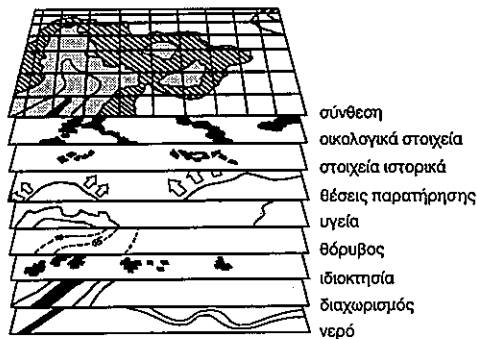 σύνθεση
οικολογικά στοιχεία
στοιχεία ιστορικά
θέσεις παρατήρησης
υγεία
θόρυβος
ιδιοκτησία
διαχωρισμός
νερό